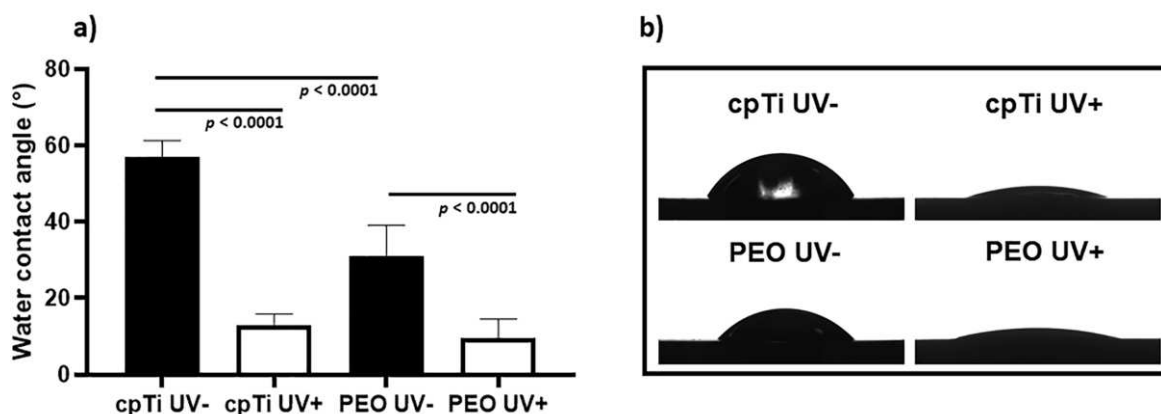 a)
Water contact angle (°)
80
60
40
20
0
p < 0.0001
p < 0.0001
p < 0.0001
cpTi UV- cpTi UV+ PEO UV- PEO UV+
b)
cpTi UV- cpTi UV+
PEO UV- PEO UV+